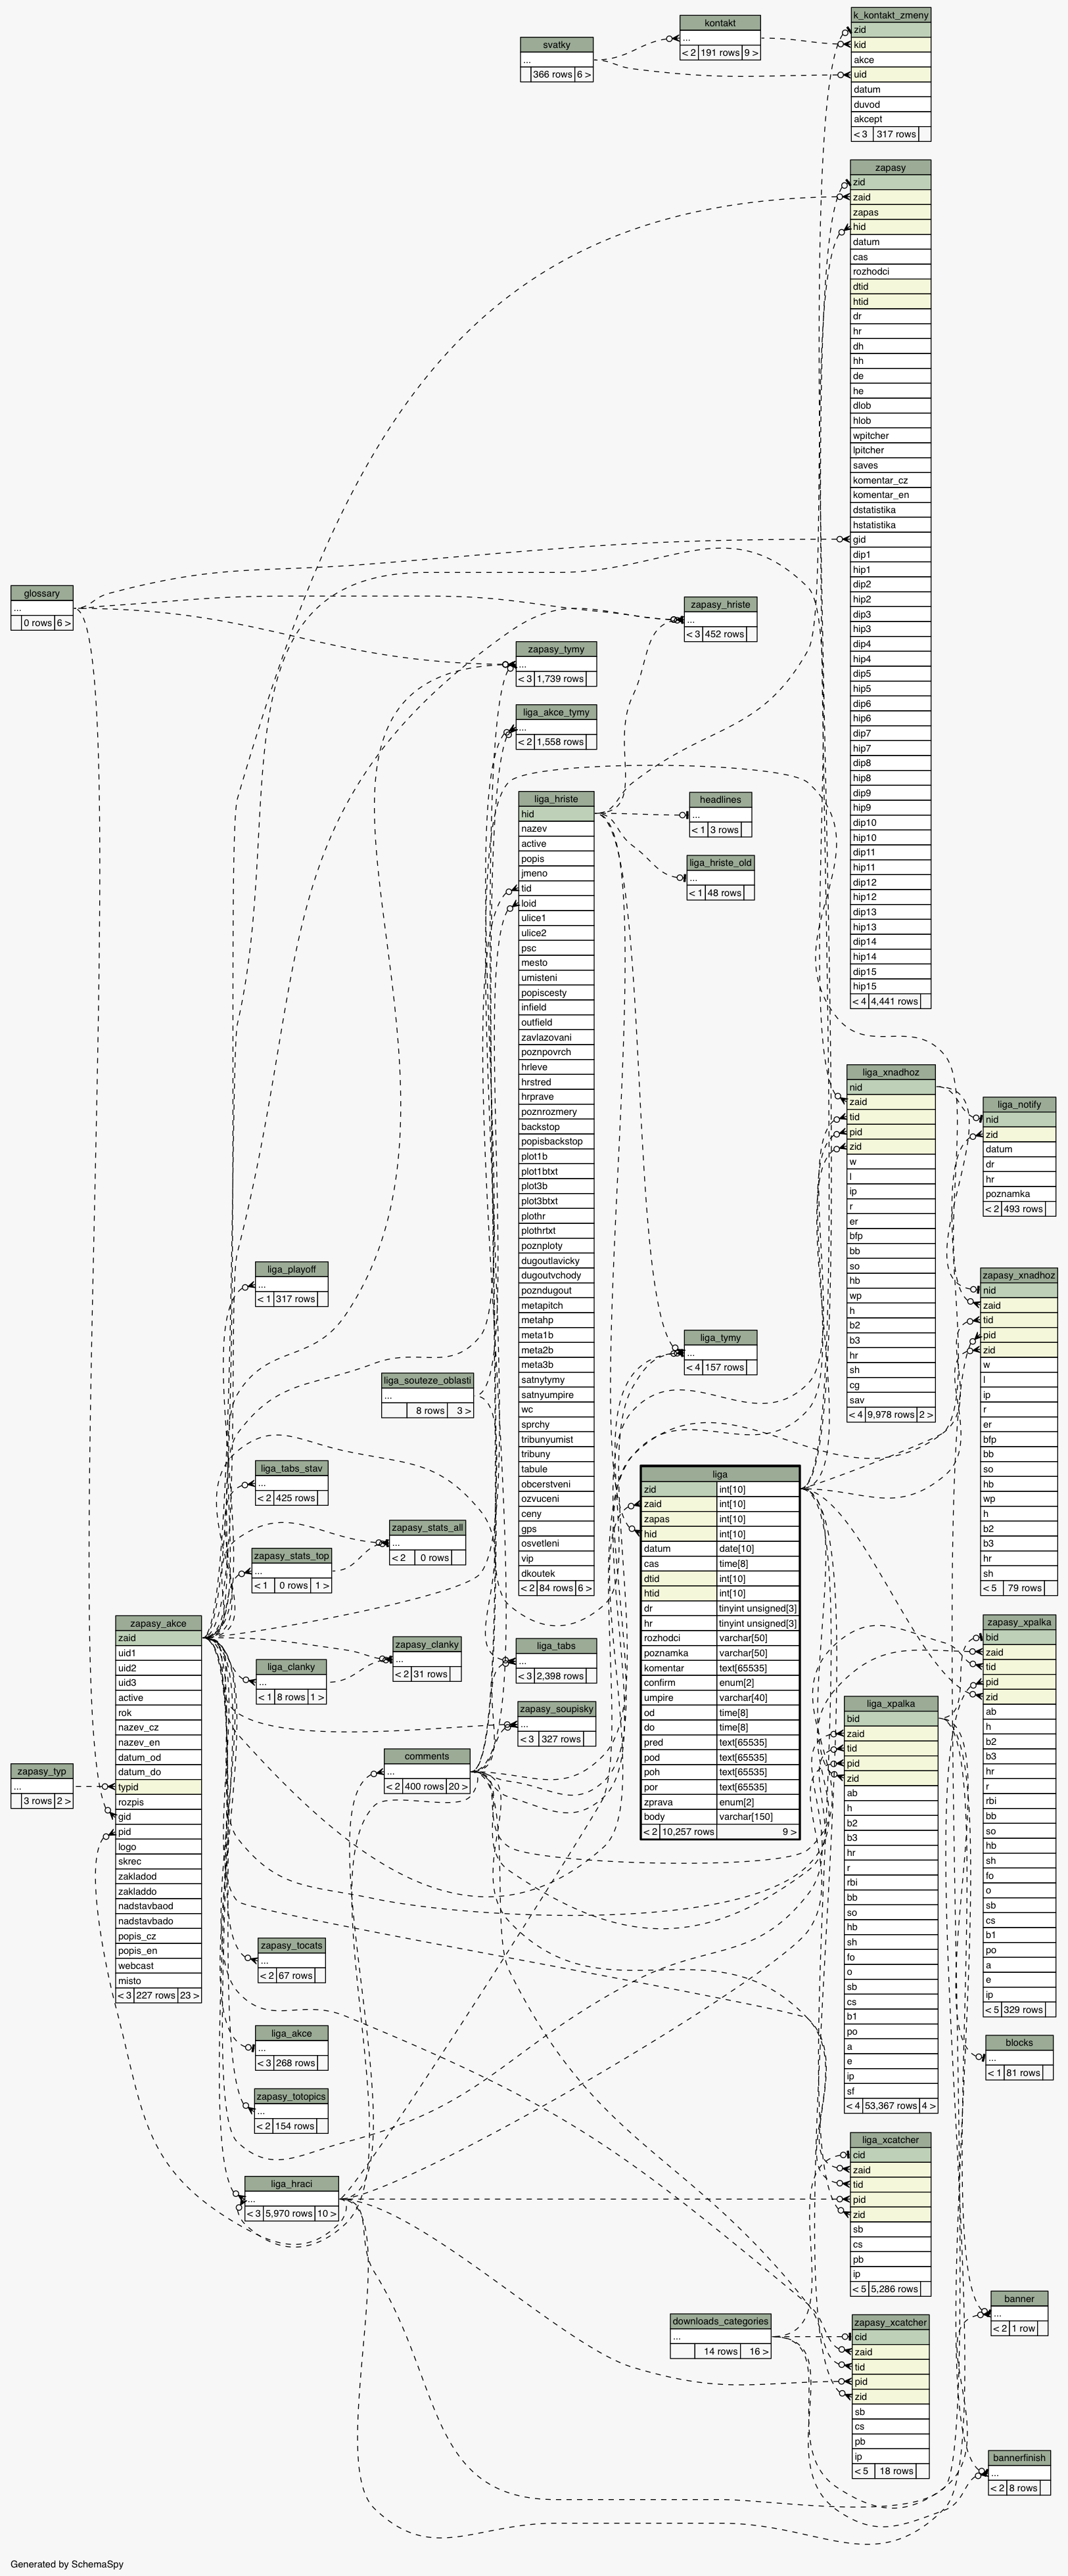 svatky
...
366 rows 6 >
kontakt
...
< 2 191 rows 9 >
k_kontakt_zmeny
zid
kid
akce
uid
datum
duvod
akcept
< 3 317 rows
zapasy
zid
zaid
zapas
hid
datum
cas
rozhodci
dtid
htid
dr
hr
dh
hh
de
he
dlob
hlob
wpitcher
lpitcher
saves
komentar_cz
komentar_en
dstatistika
hstatistika
gid
dip1
hip1
dip2
hip2
dip3
hip3
dip4
hip4
dip5
hip5
dip6
hip6
dip7
hip7
dip8
hip8
dip9
hip9
dip10
hip10
dip11
hip11
dip12
hip12
dip13
hip13
dip14
hip14
dip15
hip15
< 4 4,441 rows
glossary
...
0 rows 6 >
zapasy_hriste
...
< 3 452 rows
zapasy_tymy
...
< 3 1,739 rows
liga_akce_tymy
...
< 2 1,558 rows
liga_hriste
hid
nazev
active
popis
jmeno
tid
loid
ulice1
ulice2
psc
mesto
umisteni
popiscesty
infield
outfield
zavlazovani
poznpovrch
hrleve
hrstred
hrprave
poznrozmery
backstop
popisbackstop
plot1b
plot1btxt
plot3b
plot3btxt
plothr
plothrtxt
poznploty
dugoutlavicky
dugoutvchody
pozndugout
metapitch
metahp
meta1b
meta2b
meta3b
satnytymy
satnyumpire
wc
sprchy
tribunyumist
tribuny
tabule
obcerstveni
ozvuceni
ceny
gps
osvetleni
vip
dkoutek
< 2 84 rows 6 >
headlines
...
< 1 3 rows
liga_hriste_old
...
< 1 48 rows
liga_xnadhoz
nid
zaid
tid
pid
zid
w
l
ip
r
er
bfp
bb
so
hb
wp
h
b2
b3
hr
sh
cg
sav
< 4 9,978 rows 2 >
liga_notify
nid
zid
datum
dr
hr
poznamka
< 2 493 rows
zapasy_xnadhoz
nid
zaid
tid
pid
zid
w
l
ip
r
er
bfp
bb
so
hb
wp
h
b2
b3
hr
sh
< 5 79 rows
liga_playoff
...
< 1 317 rows
liga_tymy
...
< 4 157 rows
liga_souteze_oblasti
...
8 rows 3 >
liga_tabs_stav
...
< 2 425 rows
zapasy_stats_all
...
< 2 0 rows
zapasy_stats_top
...
< 1 0 rows 1 >
liga
zid int[10]
zaid int[10]
zapas int[10]
hid int[10]
datum date[10]
cas time[8]
dtid int[10]
htid int[10]
dr tinyint unsigned[3]
hr tinyint unsigned[3]
rozhodci varchar[50]
poznamka varchar[50]
komentar text[65535]
confirm enum[2]
umpire varchar[40]
od time[8]
do time[8]
pred text[65535]
pod text[65535]
poh text[65535]
por text[65535]
zprava enum[2]
body varchar[150]
< 2 10,257 rows 9 >
zapasy_akce
zaid
uid1
uid2
uid3
active
rok
nazev_cz
nazev_en
datum_od
datum_do
typid
rozpis
gid
pid
logo
skrec
zakladod
zakladdo
nadstavbaod
nadstavbado
popis_cz
popis_en
webcast
misto
< 3 227 rows 23 >
zapasy_clanky
...
< 2 31 rows
liga_clanky
...
< 1 8 rows 1 >
liga_tabs
...
< 3 2,398 rows
zapasy_soupisky
...
< 3 327 rows
comments
...
< 2 400 rows 20 >
zapasy_typ
...
3 rows 2 >
zapasy_xpalka
bid
zaid
tid
pid
zid
ab
h
b2
b3
hr
r
rbi
bb
so
hb
sh
fo
o
sb
cs
b1
po
a
e
ip
< 5 329 rows
liga_xpalka
bid
zaid
tid
pid
zid
ab
h
b2
b3
hr
r
rbi
bb
so
hb
sh
fo
o
sb
cs
b1
po
a
e
ip
sf
< 4 53,367 rows 4 >
zapasy_tocats
...
< 2 67 rows
liga_akce
...
< 3 268 rows
zapasy_totopics
...
< 2 154 rows
liga_hraci
...
< 3 5,970 rows 10 >
blocks
...
< 1 81 rows
liga_xcatcher
cid
zaid
tid
pid
zid
sb
cs
pb
ip
< 5 5,286 rows
banner
...
< 2 1 row
downloads_categories
...
14 rows 16 >
zapasy_xcatcher
cid
zaid
tid
pid
zid
sb
cs
pb
ip
< 5 18 rows
bannerfinish
...
< 2 8 rows
Generated by SchemaSpy